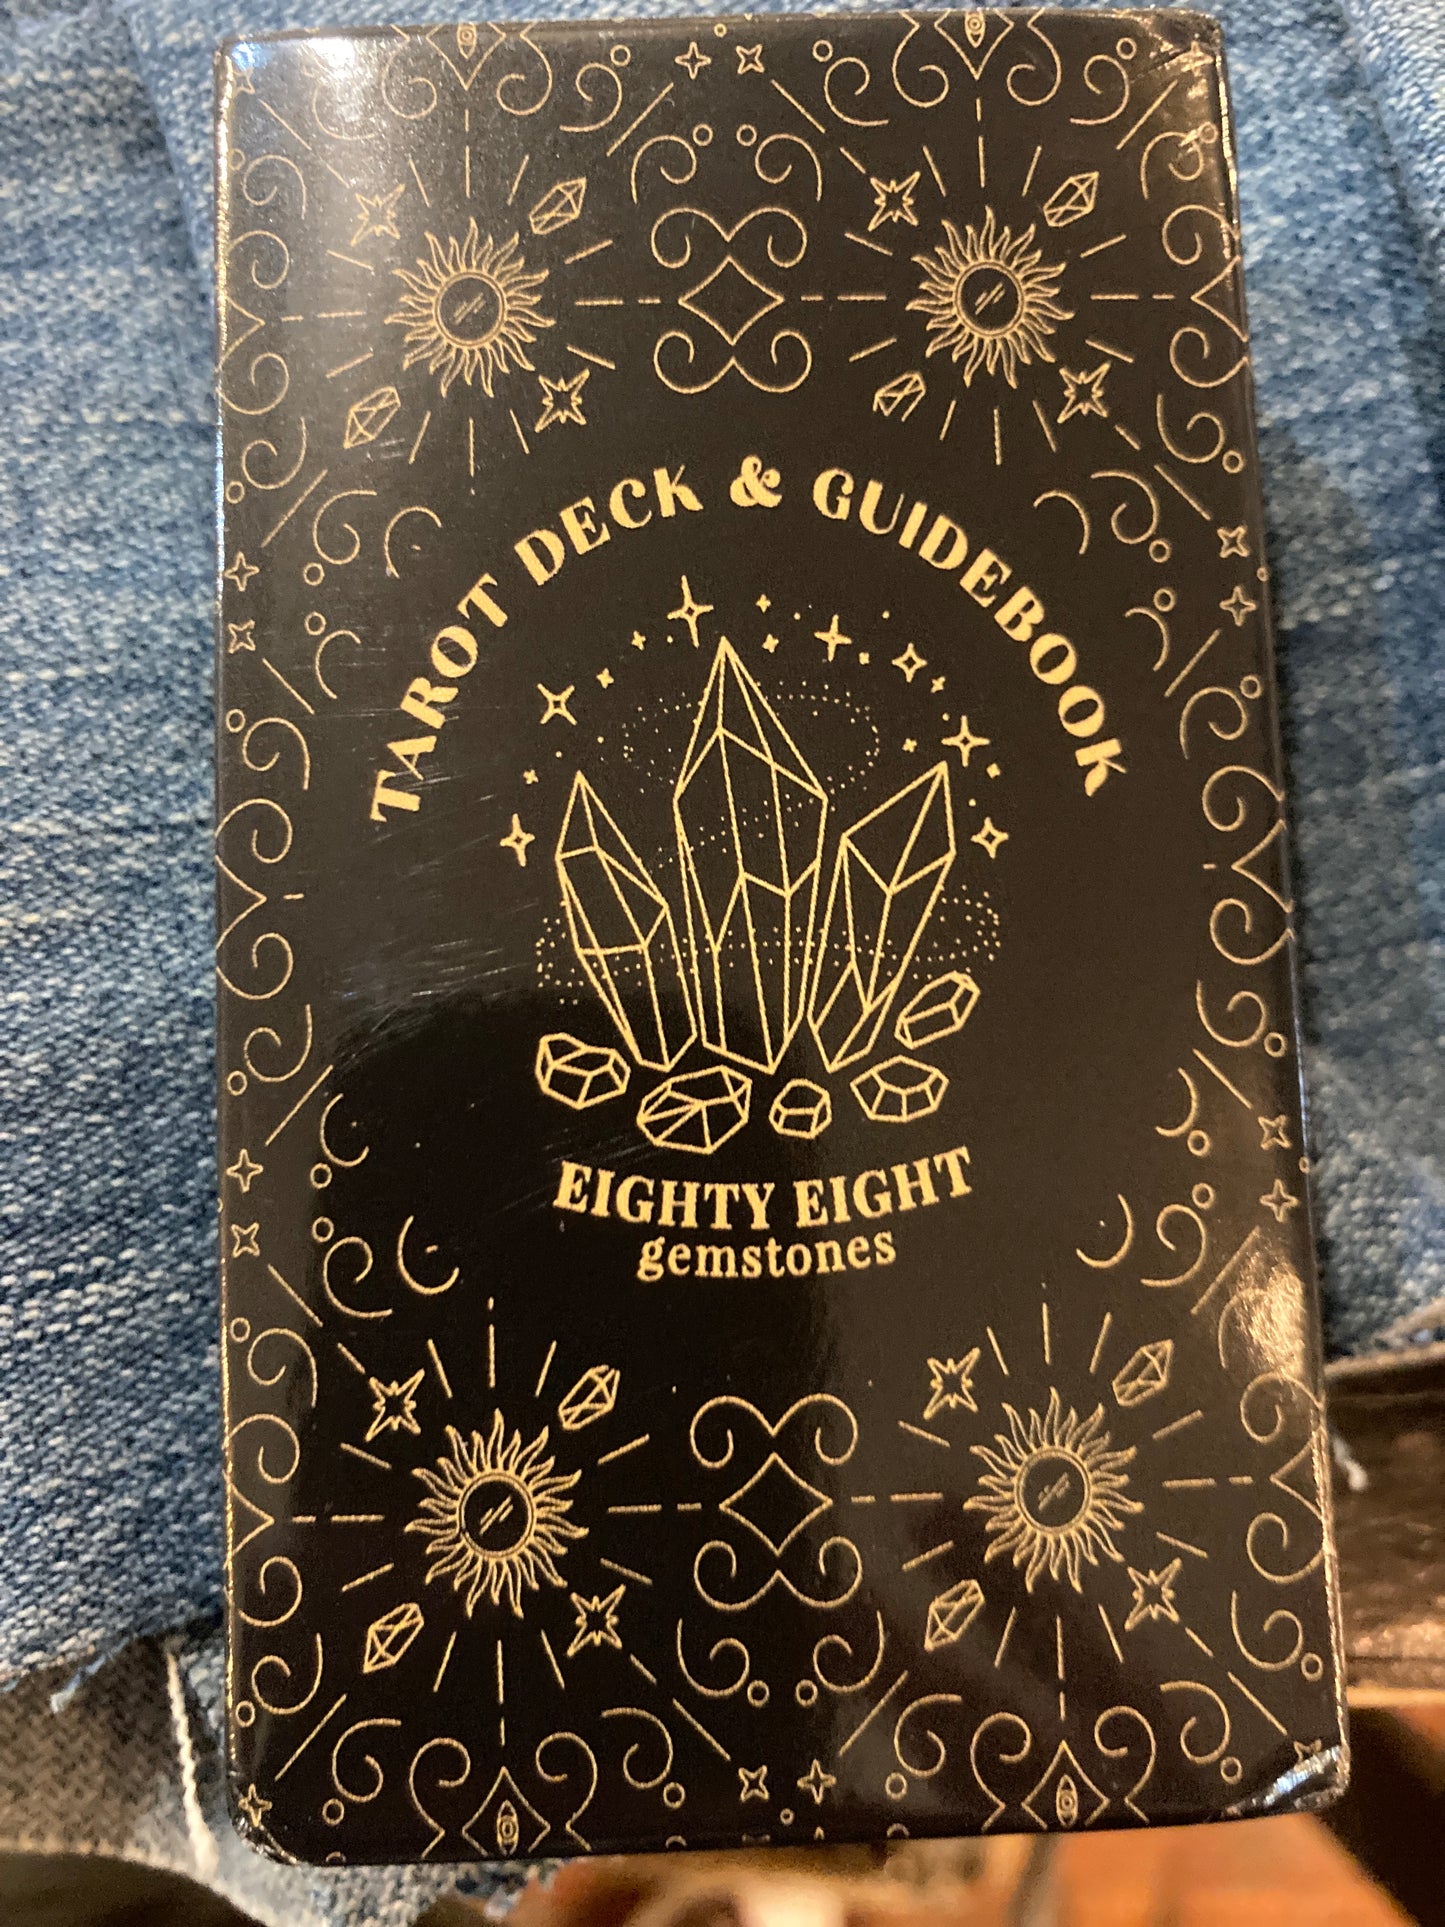 TAROT DECK & GUIDEBOOK
EIGHTY EIGHT
gemstones